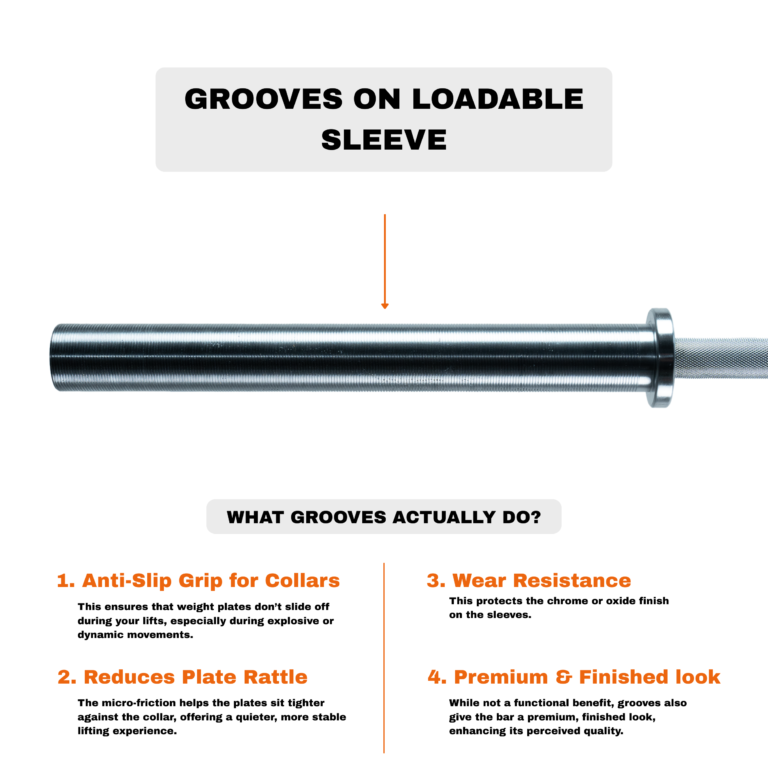 GROOVES ON LOADABLE
SLEEVE
WHAT GROOVES ACTUALLY DO?
1. Anti-Slip Grip for Collars
This ensures that weight plates don’t slide off
during your lifts, especially during explosive or
dynamic movements.
2. Reduces Plate Rattle
The micro-friction helps the plates sit tighter
against the collar, offering a quieter, more stable
lifting experience.
3. Wear Resistance
This protects the chrome or oxide finish
on the sleeves.
4. Premium & Finished look
While not a functional benefit, grooves also
give the bar a premium, finished look,
enhancing its perceived quality.